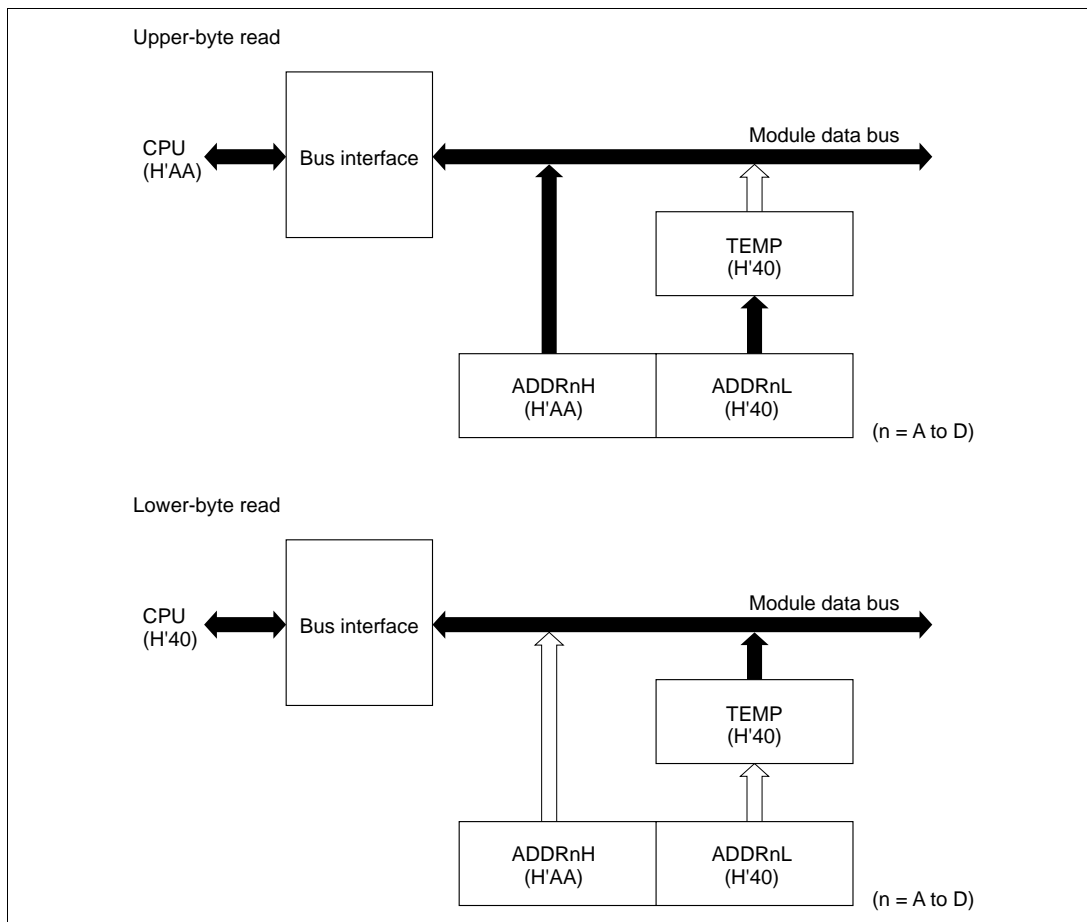 Upper-byte read
Module data bus
CPU
(H'AA)
Bus interface
TEMP
(H'40)
ADDRnH
(H'AA)
ADDRnL
(H'40)
(n = A to D)
Lower-byte read
Module data bus
CPU
(H'40)
Bus interface
TEMP
(H'40)
ADDRnH
(H'AA)
ADDRnL
(H'40)
(n = A to D)